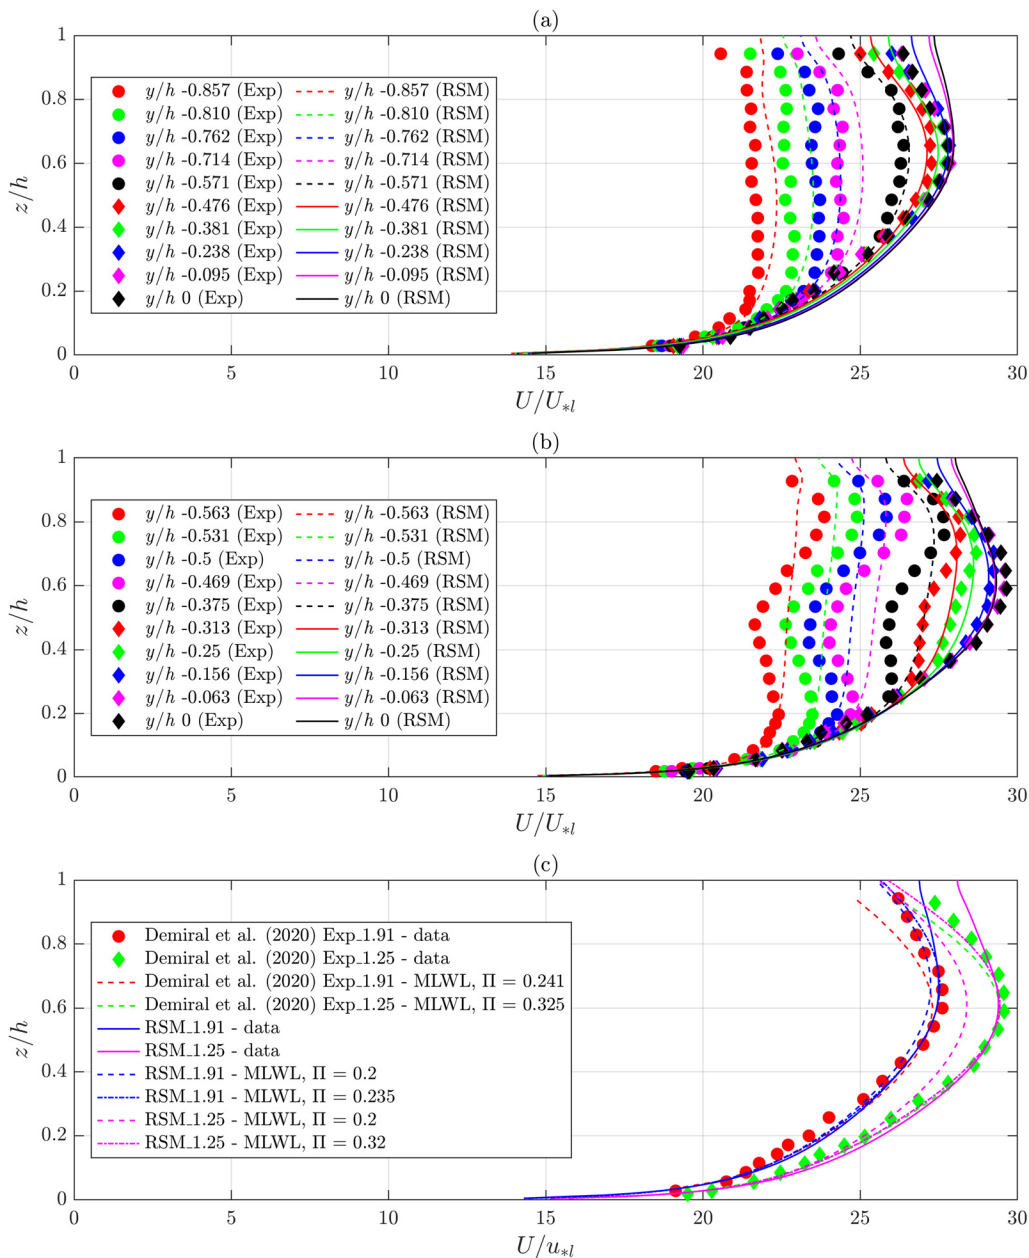 (a)
1
0.8
0.6
0.4
0.2
0
z/h
y/h -0.857 (Exp) y/h -0.857 (RSM)
y/h -0.810 (Exp) y/h -0.810 (RSM)
y/h -0.762 (Exp) y/h -0.762 (RSM)
y/h -0.714 (Exp) y/h -0.714 (RSM)
y/h -0.571 (Exp) y/h -0.571 (RSM)
y/h -0.476 (Exp) y/h -0.476 (RSM)
y/h -0.381 (Exp) y/h -0.381 (RSM)
y/h -0.238 (Exp) y/h -0.238 (RSM)
y/h -0.095 (Exp) y/h -0.095 (RSM)
y/h 0 (Exp) y/h 0 (RSM)
0 5 10 15 20 25 30
U/U*l
(b)
1
0.8
0.6
0.4
0.2
0
z/h
y/h -0.563 (Exp) y/h -0.563 (RSM)
y/h -0.531 (Exp) y/h -0.531 (RSM)
y/h -0.5 (Exp) y/h -0.5 (RSM)
y/h -0.469 (Exp) y/h -0.469 (RSM)
y/h -0.375 (Exp) y/h -0.375 (RSM)
y/h -0.313 (Exp) y/h -0.313 (RSM)
y/h -0.25 (Exp) y/h -0.25 (RSM)
y/h -0.156 (Exp) y/h -0.156 (RSM)
y/h -0.063 (Exp) y/h -0.063 (RSM)
y/h 0 (Exp) y/h 0 (RSM)
0 5 10 15 20 25 30
U/U*l
(c)
1
0.8
0.6
0.4
0.2
0
z/h
Demiral et al. (2020) Exp_1.91 - data
Demiral et al. (2020) Exp_1.25 - data
Demiral et al. (2020) Exp_1.91 - MLWL, Π = 0.241
Demiral et al. (2020) Exp_1.25 - MLWL, Π = 0.325
RSM_1.91 - data
RSM_1.25 - data
RSM_1.91 - MLWL, Π = 0.2
RSM_1.91 - MLWL, Π = 0.235
RSM_1.25 - MLWL, Π = 0.2
RSM_1.25 - MLWL, Π = 0.32
0 5 10 15 20 25 30
U/u*l